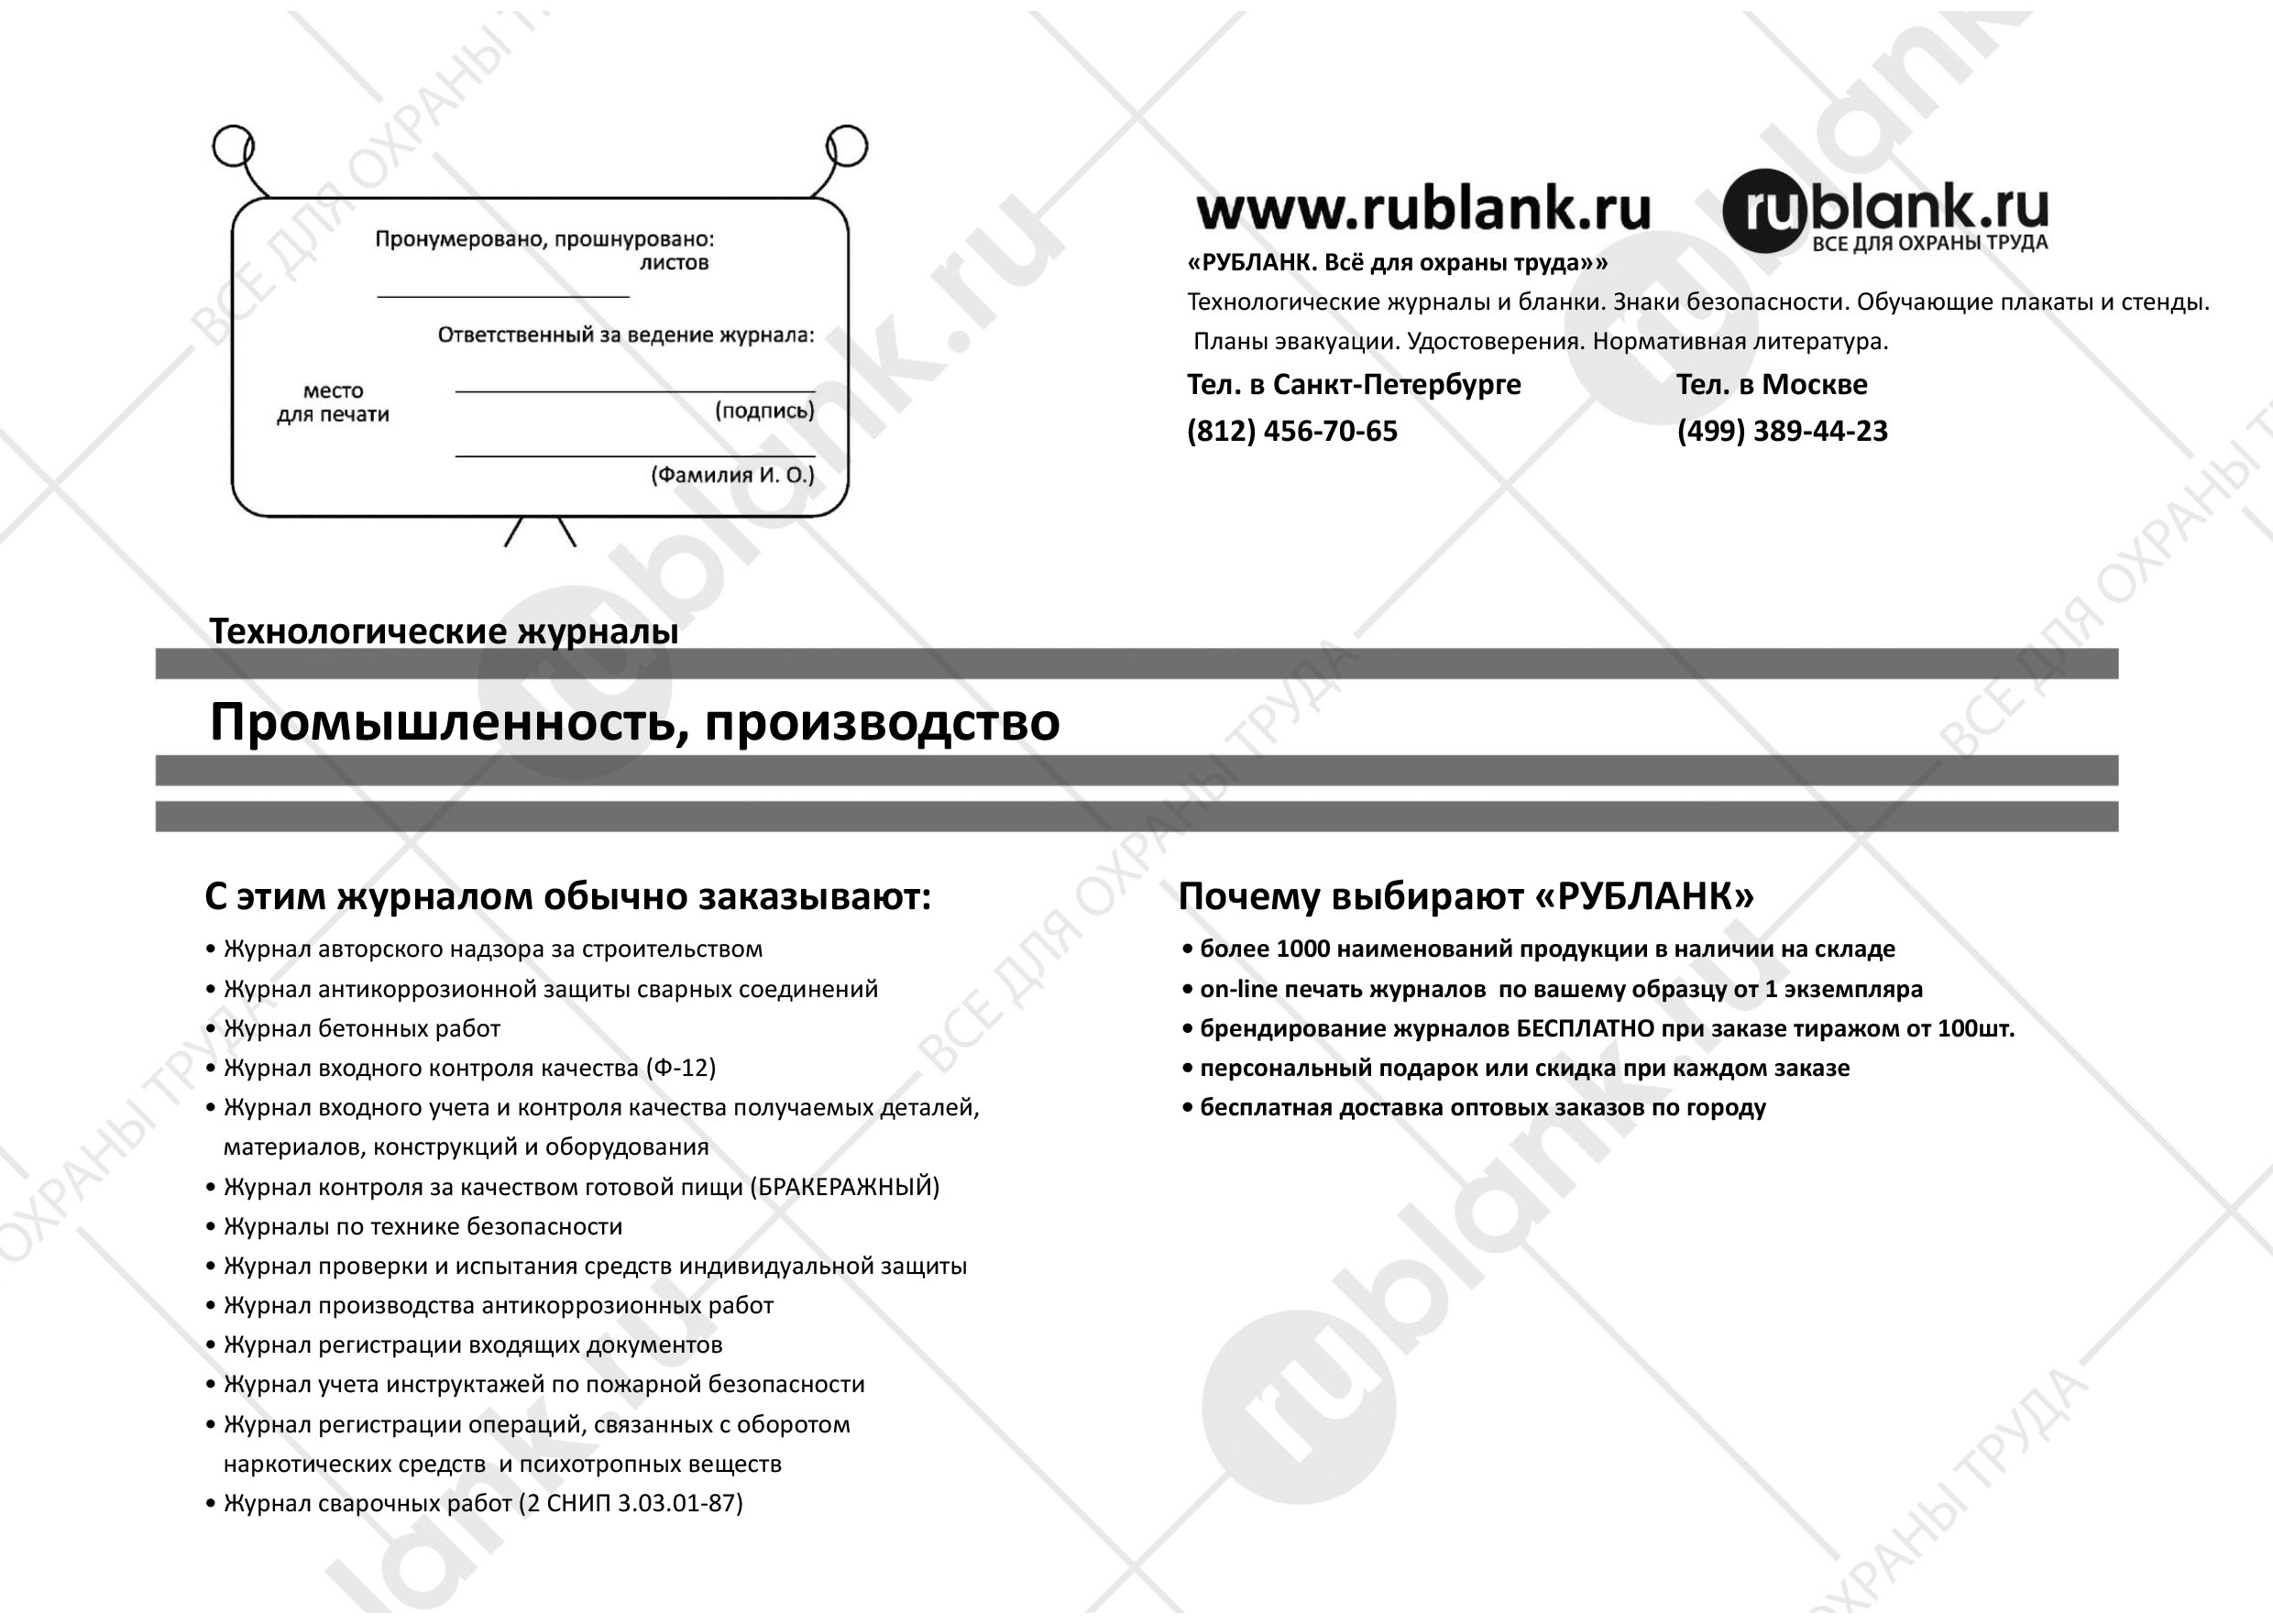 Пронумеровано, прошнуровано:
листов
Ответственный за ведение журнала:
место
для печати
(подпись)
(Фамилия И. О.)
www.rublank.ru
rublank.ru
ВСЕ ДЛЯ ОХРАНЫ ТРУДА
«РУБЛАНК. Всё для охраны труда»»
Технологические журналы и бланки. Знаки безопасности. Обучающие плакаты и стенды.
Планы эвакуации. Удостоверения. Нормативная литература.
Тел. в Санкт-Петербурге Тел. в Москве
(812) 456-70-65 (499) 389-44-23
Технологические журналы
Промышленность, производство
С этим журналом обычно заказывают:
• Журнал авторского надзора за строительством
• Журнал антикоррозионной защиты сварных соединений
• Журнал бетонных работ
• Журнал входного контроля качества (Ф-12)
• Журнал входного учета и контроля качества получаемых деталей,
материалов, конструкций и оборудования
• Журнал контроля за качеством готовой пищи (БРАКЕРАЖНЫЙ)
• Журналы по технике безопасности
• Журнал проверки и испытания средств индивидуальной защиты
• Журнал производства антикоррозионных работ
• Журнал регистрации входящих документов
• Журнал учета инструктажей по пожарной безопасности
• Журнал регистрации операций, связанных с оборотом
наркотических средств и психотропных веществ
• Журнал сварочных работ (2 СНИП 3.03.01-87)
Почему выбирают «РУБЛАНК»
• более 1000 наименований продукции в наличии на складе
• on-line печать журналов по вашему образцу от 1 экземпляра
• брендирование журналов БЕСПЛАТНО при заказе тиражом от 100шт.
• персональный подарок или скидка при каждом заказе
• бесплатная доставка оптовых заказов по городу
rublank.ru
rublank.ru
ВСЕ ДЛЯ ОХРАНЫ ТРУДА